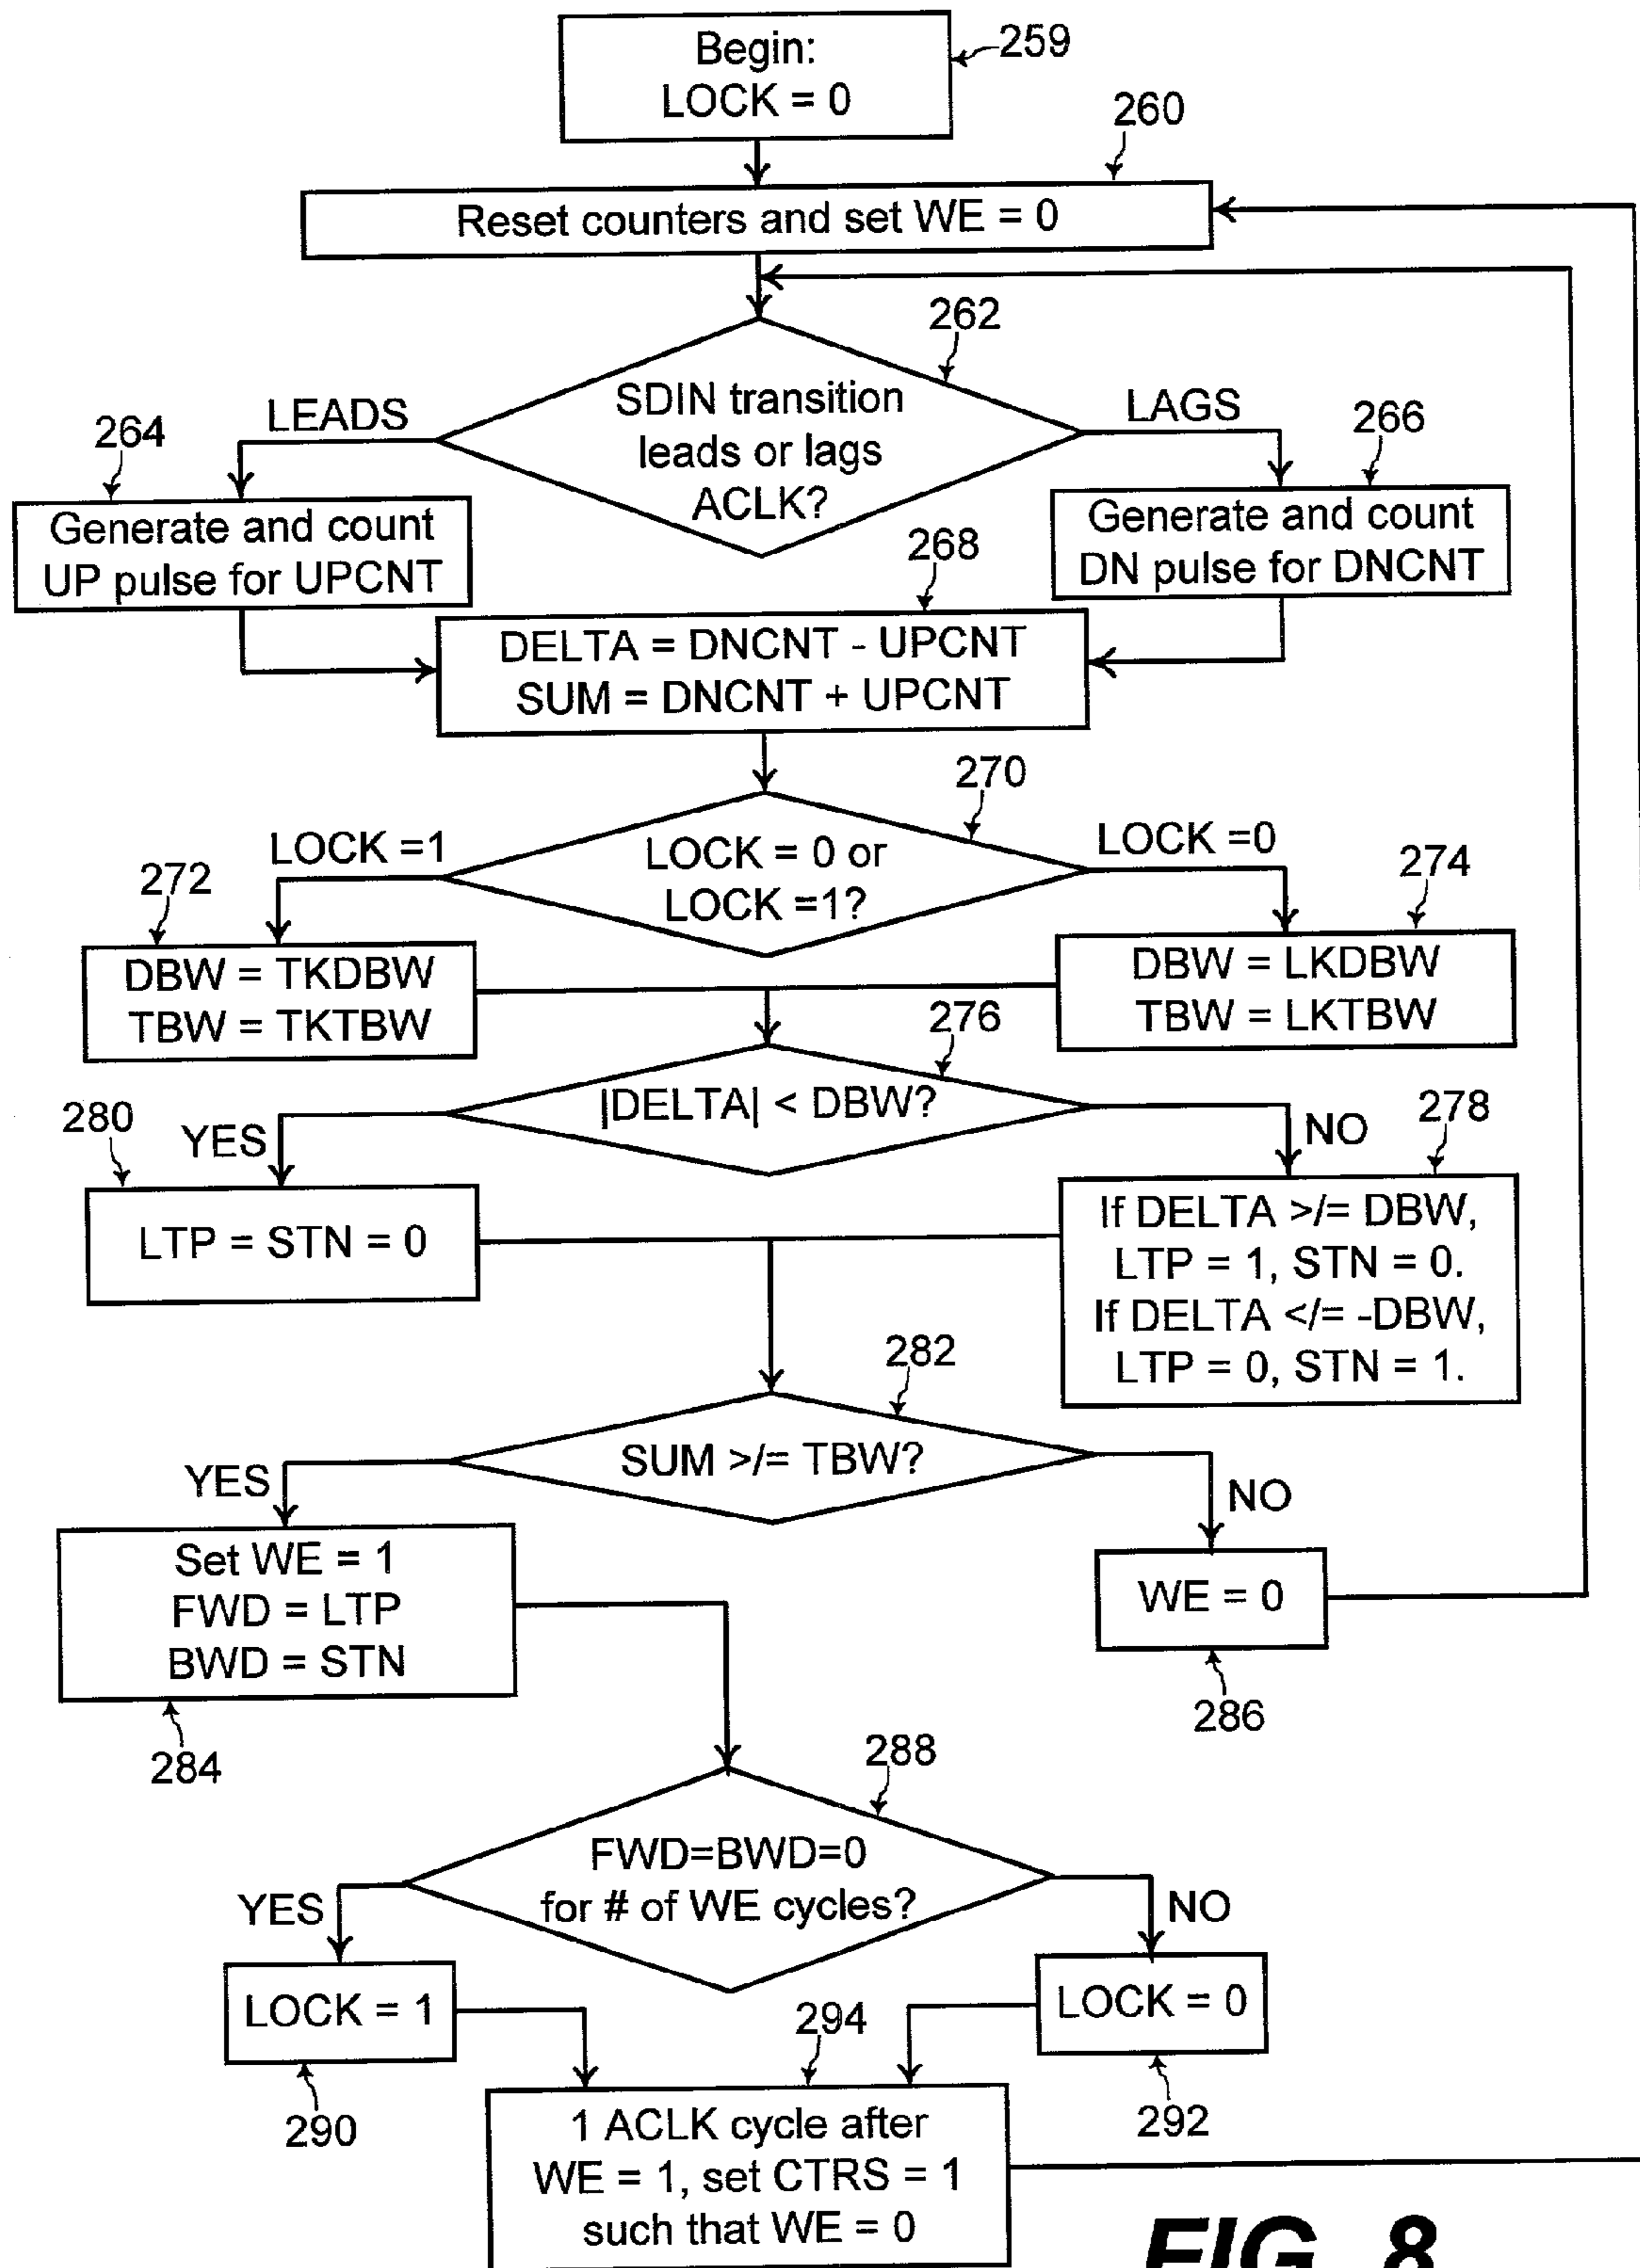 Begin:
LOCK = 0
259
260
Reset counters and set WE = 0
262
SDIN transition
leads or lags
ACLK?
LEADS
LAGS
264
Generate and count
UP pulse for UPCNT
266
Generate and count
DN pulse for DNCNT
268
DELTA = DNCNT - UPCNT
SUM = DNCNT + UPCNT
270
LOCK = 0 or
LOCK =1?
LOCK =1
LOCK =0
272
DBW = TKDBW
TBW = TKTBW
274
DBW = LKDBW
TBW = LKTBW
276
|DELTA| < DBW?
YES
NO
280
LTP = STN = 0
278
If DELTA >/= DBW,
LTP = 1, STN = 0.
If DELTA </= -DBW,
LTP = 0, STN = 1.
282
SUM >/= TBW?
YES
NO
Set WE = 1
FWD = LTP
BWD = STN
284
WE = 0
286
288
FWD=BWD=0
for # of WE cycles?
YES
NO
LOCK = 1
290
LOCK = 0
292
294
1 ACLK cycle after
WE = 1, set CTRS = 1
such that WE = 0
FIG. 8